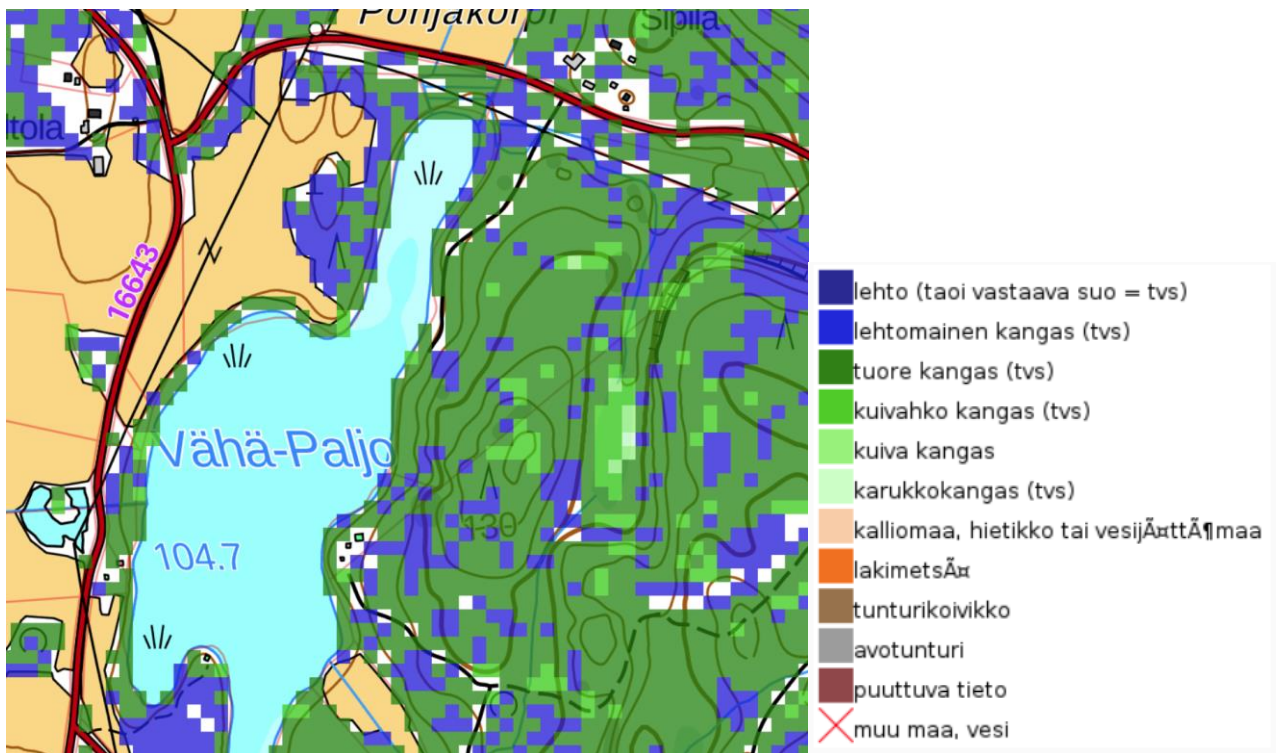 Pohjakorpi
Sipilä
ltola
16643
Vähä-Paljo
130
104.7
lehto (taoi vastaava suo = tvs)
lehtomainen kangas (tvs)
tuore kangas (tvs)
kuivahko kangas (tvs)
kuiva kangas
karukkokangas (tvs)
kalliomaa, hietikko tai vesijÃ¤ttÃ¶maa
lakimetsÃ¤
tunturikoivikko
avotunturi
puuttuva tieto
muu maa, vesi